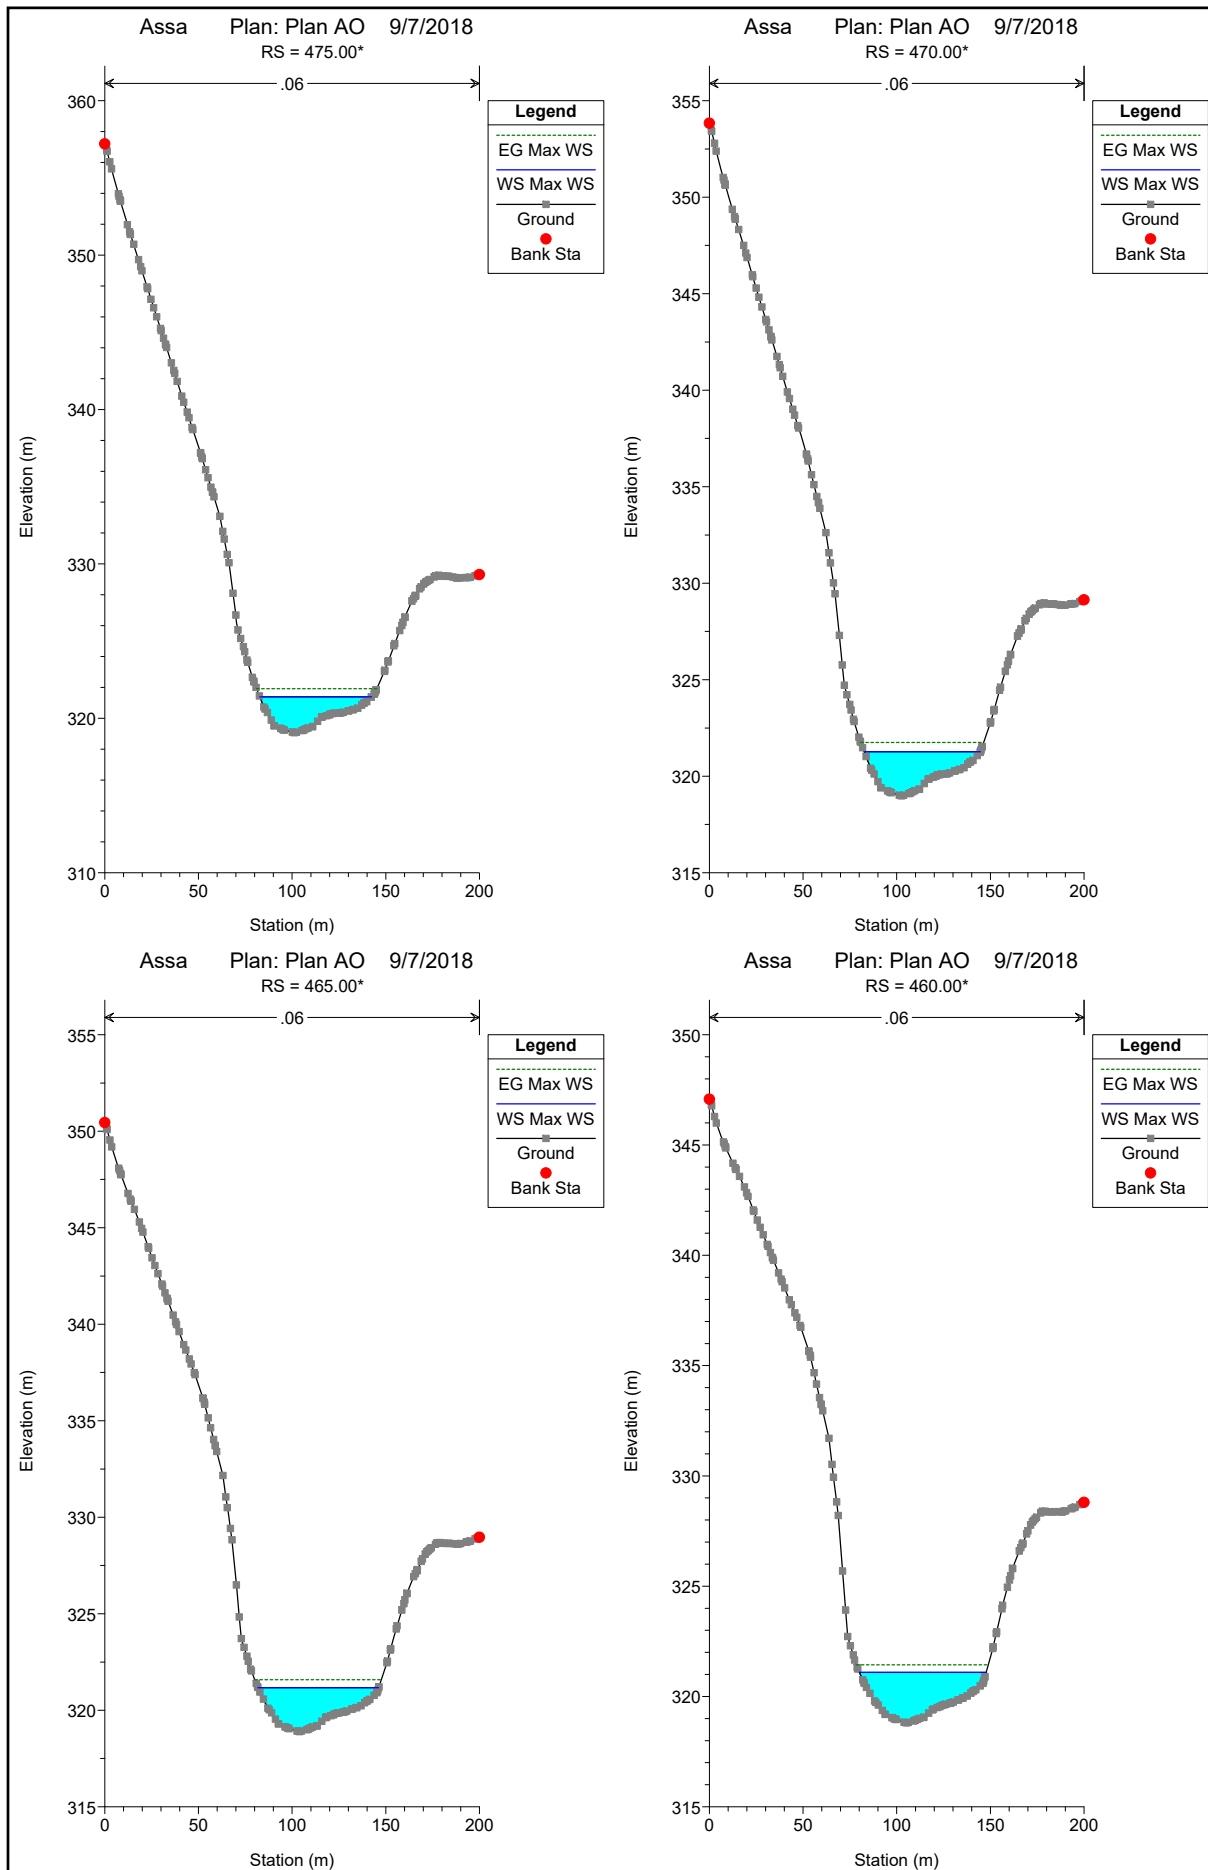 Assa Plan: Plan AO 9/7/2018
RS = 475.00*
.06
Legend
EG Max WS
WS Max WS
Ground
Bank Sta
360
350
340
330
320
310
Elevation (m)
0 50 100 150 200
Station (m)
Assa Plan: Plan AO 9/7/2018
RS = 470.00*
.06
Legend
EG Max WS
WS Max WS
Ground
Bank Sta
355
350
345
340
335
330
325
320
315
Elevation (m)
0 50 100 150 200
Station (m)
Assa Plan: Plan AO 9/7/2018
RS = 465.00*
.06
Legend
EG Max WS
WS Max WS
Ground
Bank Sta
355
350
345
340
335
330
325
320
315
Elevation (m)
0 50 100 150 200
Station (m)
Assa Plan: Plan AO 9/7/2018
RS = 460.00*
.06
Legend
EG Max WS
WS Max WS
Ground
Bank Sta
350
345
340
335
330
325
320
315
Elevation (m)
0 50 100 150 200
Station (m)